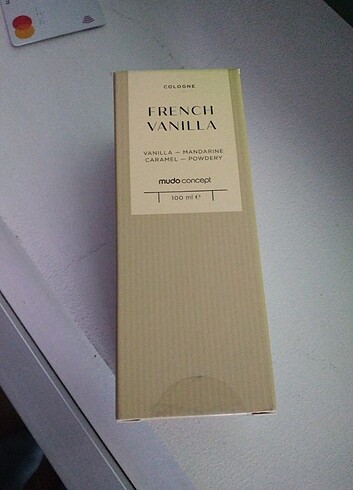 COLOGNE
FRENCH
VANILLA
VANILLA — MANDARINE
CARAMEL — POWDERY
mudo concept
100 ml ℮